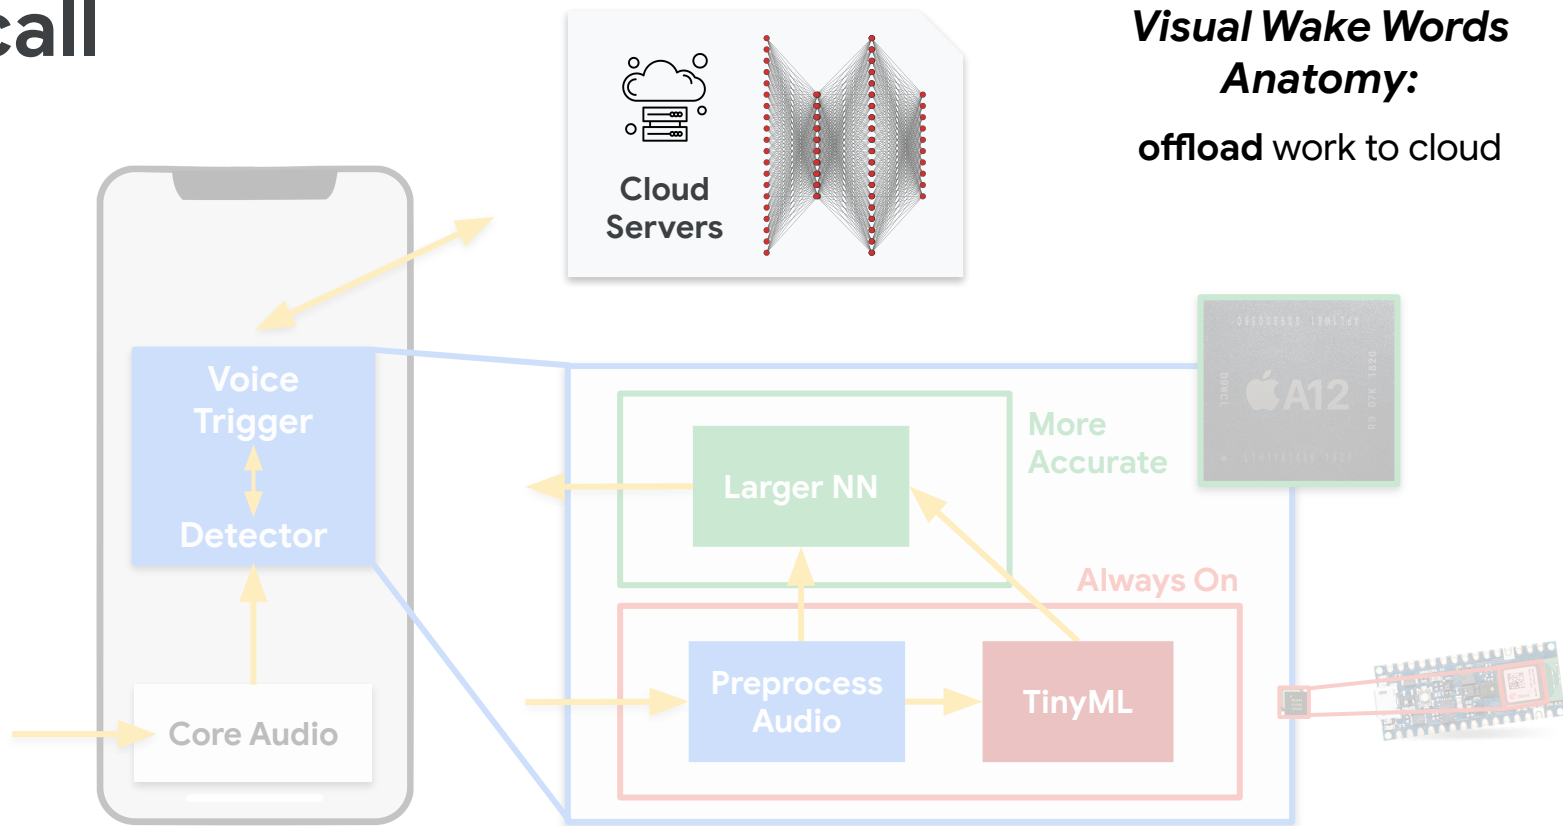 call
Visual Wake Words
Anatomy:
offload work to cloud
Cloud
Servers
Voice
Trigger
Detector
Core Audio
Larger NN
More
Accurate
A12
Always On
Preprocess
Audio
TinyML